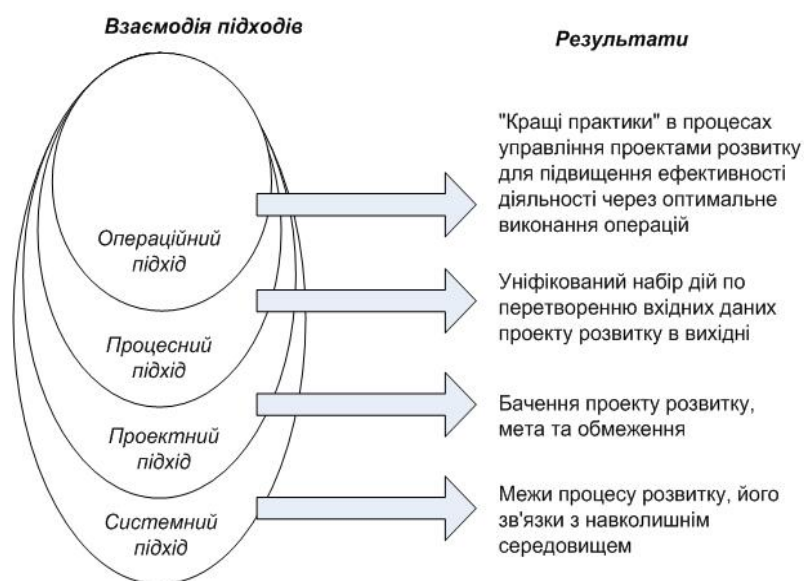 Взаємодія підходів
Результати
Операційний
підхід
"Кращі практики" в процесах
управління проектами розвитку
для підвищення ефективності
діяльності через оптимальне
виконання операцій
Процесний
підхід
Уніфікований набір дій по
перетворенню вхідних даних
проекту розвитку в вихідні
Проектний
підхід
Бачення проекту розвитку,
мета та обмеження
Системний
підхід
Межи процесу розвитку, його
зв'язки з навколишнім
середовищем